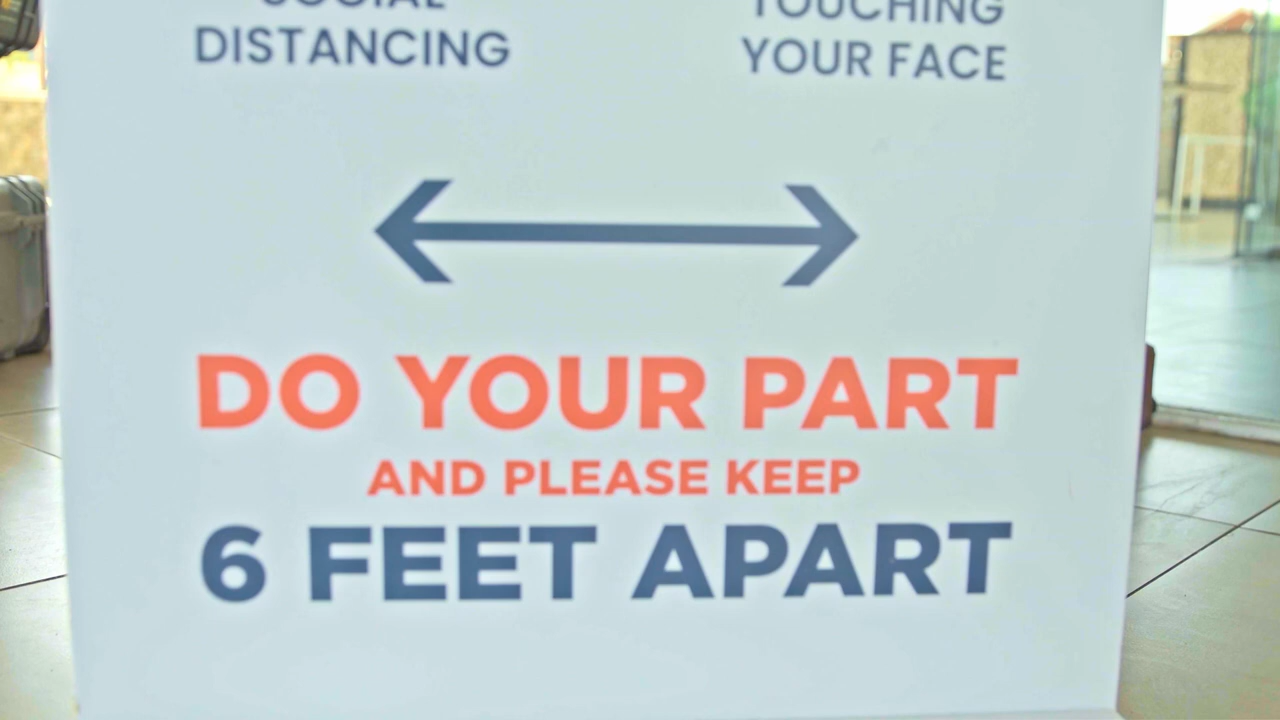 SOCIAL
DISTANCING
TOUCHING
YOUR FACE
DO YOUR PART
AND PLEASE KEEP
6 FEET APART